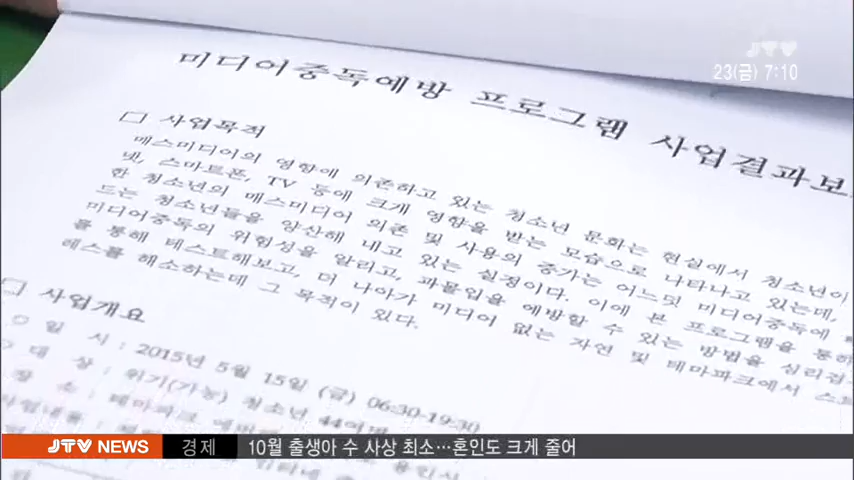 JTV
23(금) 7:10
미디어중독예방 프로그램 사업결과보
□ 사업목적
매스미디어의 영향에 의존하고 있는 청소년 문화는 현실에서 청소년이
넷, 스마트폰, TV 등에 크게 영향을 받는 모습으로 나타나고 있는데,
한 청소년의 매스미디어 의존 및 사용의 증가는 어느덧 미디어중독에
드는 청소년들을 양산해 내고 있는 실정이다. 이에 본 프로그램을 통하
미디어중독의 위험성을 알리고, 과몰입을 예방할 수 있는 방법을 심리검
를 통해 테스트해보고, 더 나아가 미디어 없는 자연 및 테마파크에서 스트
레스를 해소하는데 그 목적이 있다.
□ 사업개요
○ 일 시 : 2015년 5월 15일 (금) 06:30-19:30
○ 대 상 : 위기(가능) 청소년 44여명
장 소 : 테마파크
사업내용 :
JTV NEWS 경제 10월 출생아 수 사상 최소…혼인도 크게 줄어